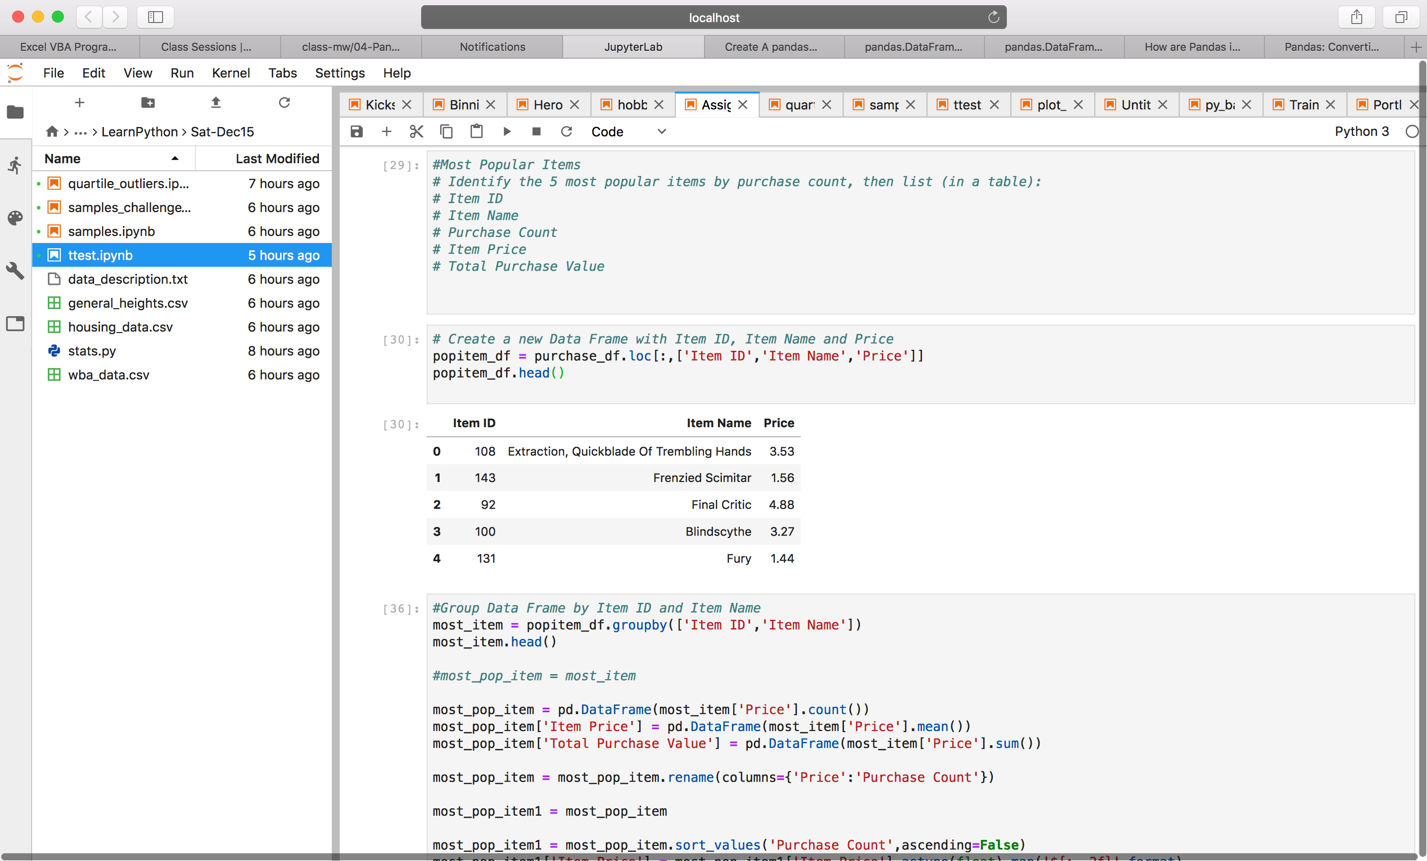 localhost
Excel VBA Progra...
Class Sessions |...
class-mw/04-Pan...
Notifications
JupyterLab
Create A pandas...
pandas.DataFram...
pandas.DataFram...
How are Pandas i...
Pandas: Converti...
File Edit View Run Kernel Tabs Settings Help
... LearnPython Sat-Dec15
Name Last Modified
quartile_outliers.ip... 7 hours ago
samples_challenge... 6 hours ago
samples.ipynb 6 hours ago
ttest.ipynb 5 hours ago
data_description.txt 6 hours ago
general_heights.csv 6 hours ago
housing_data.csv 6 hours ago
stats.py 8 hours ago
wba_data.csv 6 hours ago
Kicks Binni Hero hobb Assig quar samp ttest plot_ Untit py_ba Train Portl
Code Python 3
[29]: #Most Popular Items
# Identify the 5 most popular items by purchase count, then list (in a table):
# Item ID
# Item Name
# Purchase Count
# Item Price
# Total Purchase Value
[30]: # Create a new Data Frame with Item ID, Item Name and Price
popitem_df = purchase_df.loc[:,['Item ID','Item Name','Price']]
popitem_df.head()
[30]: Item ID Item Name Price
0 108 Extraction, Quickblade Of Trembling Hands 3.53
1 143 Frenzied Scimitar 1.56
2 92 Final Critic 4.88
3 100 Blindscythe 3.27
4 131 Fury 1.44
[36]: #Group Data Frame by Item ID and Item Name
most_item = popitem_df.groupby(['Item ID','Item Name'])
most_item.head()
#most_pop_item = most_item
most_pop_item = pd.DataFrame(most_item['Price'].count())
most_pop_item['Item Price'] = pd.DataFrame(most_item['Price'].mean())
most_pop_item['Total Purchase Value'] = pd.DataFrame(most_item['Price'].sum())
most_pop_item = most_pop_item.rename(columns={'Price':'Purchase Count'})
most_pop_item1 = most_pop_item
most_pop_item1 = most_pop_item.sort_values('Purchase Count',ascending=False)